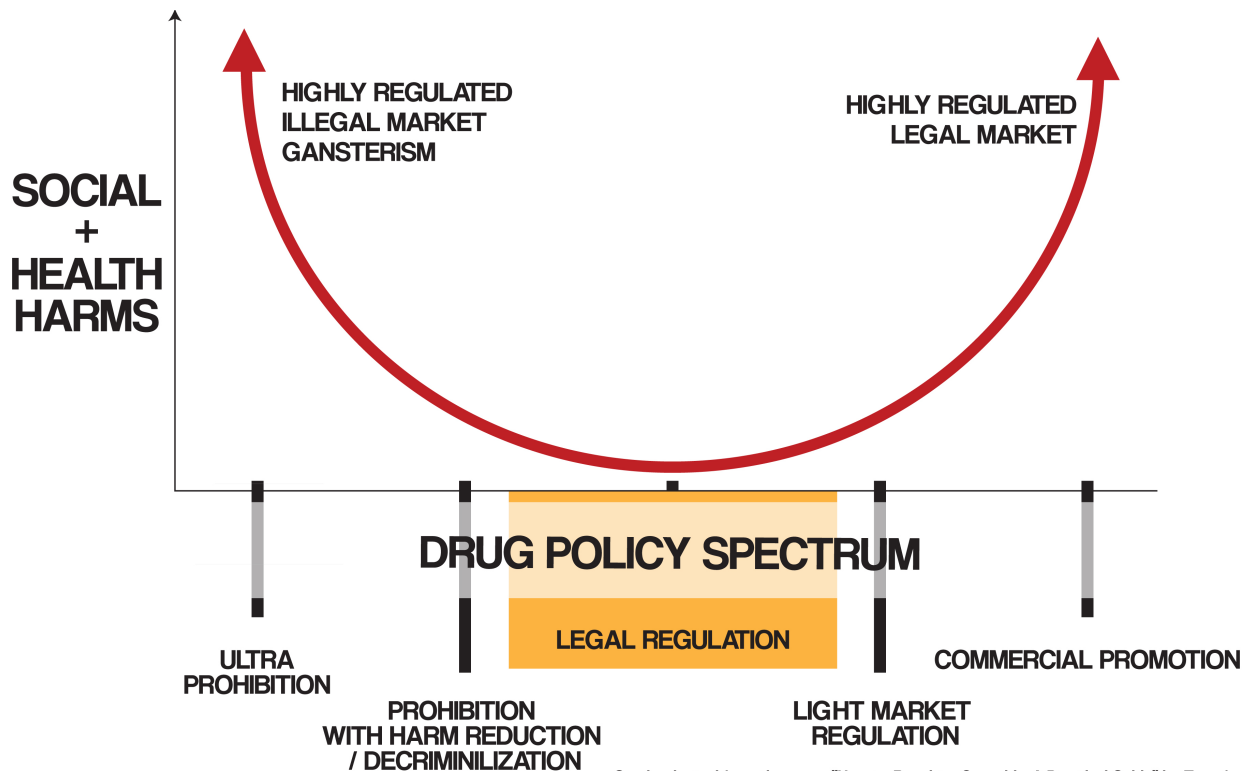 HIGHLY REGULATED
ILLEGAL MARKET
GANSTERISM
HIGHLY REGULATED
LEGAL MARKET
SOCIAL
+
HEALTH
HARMS
DRUG POLICY SPECTRUM
LEGAL REGULATION
ULTRA
PROHIBITION
COMMERCIAL PROMOTION
PROHIBITION
WITH HARM REDUCTION
/ DECRIMINILIZATION
LIGHT MARKET
REGULATION